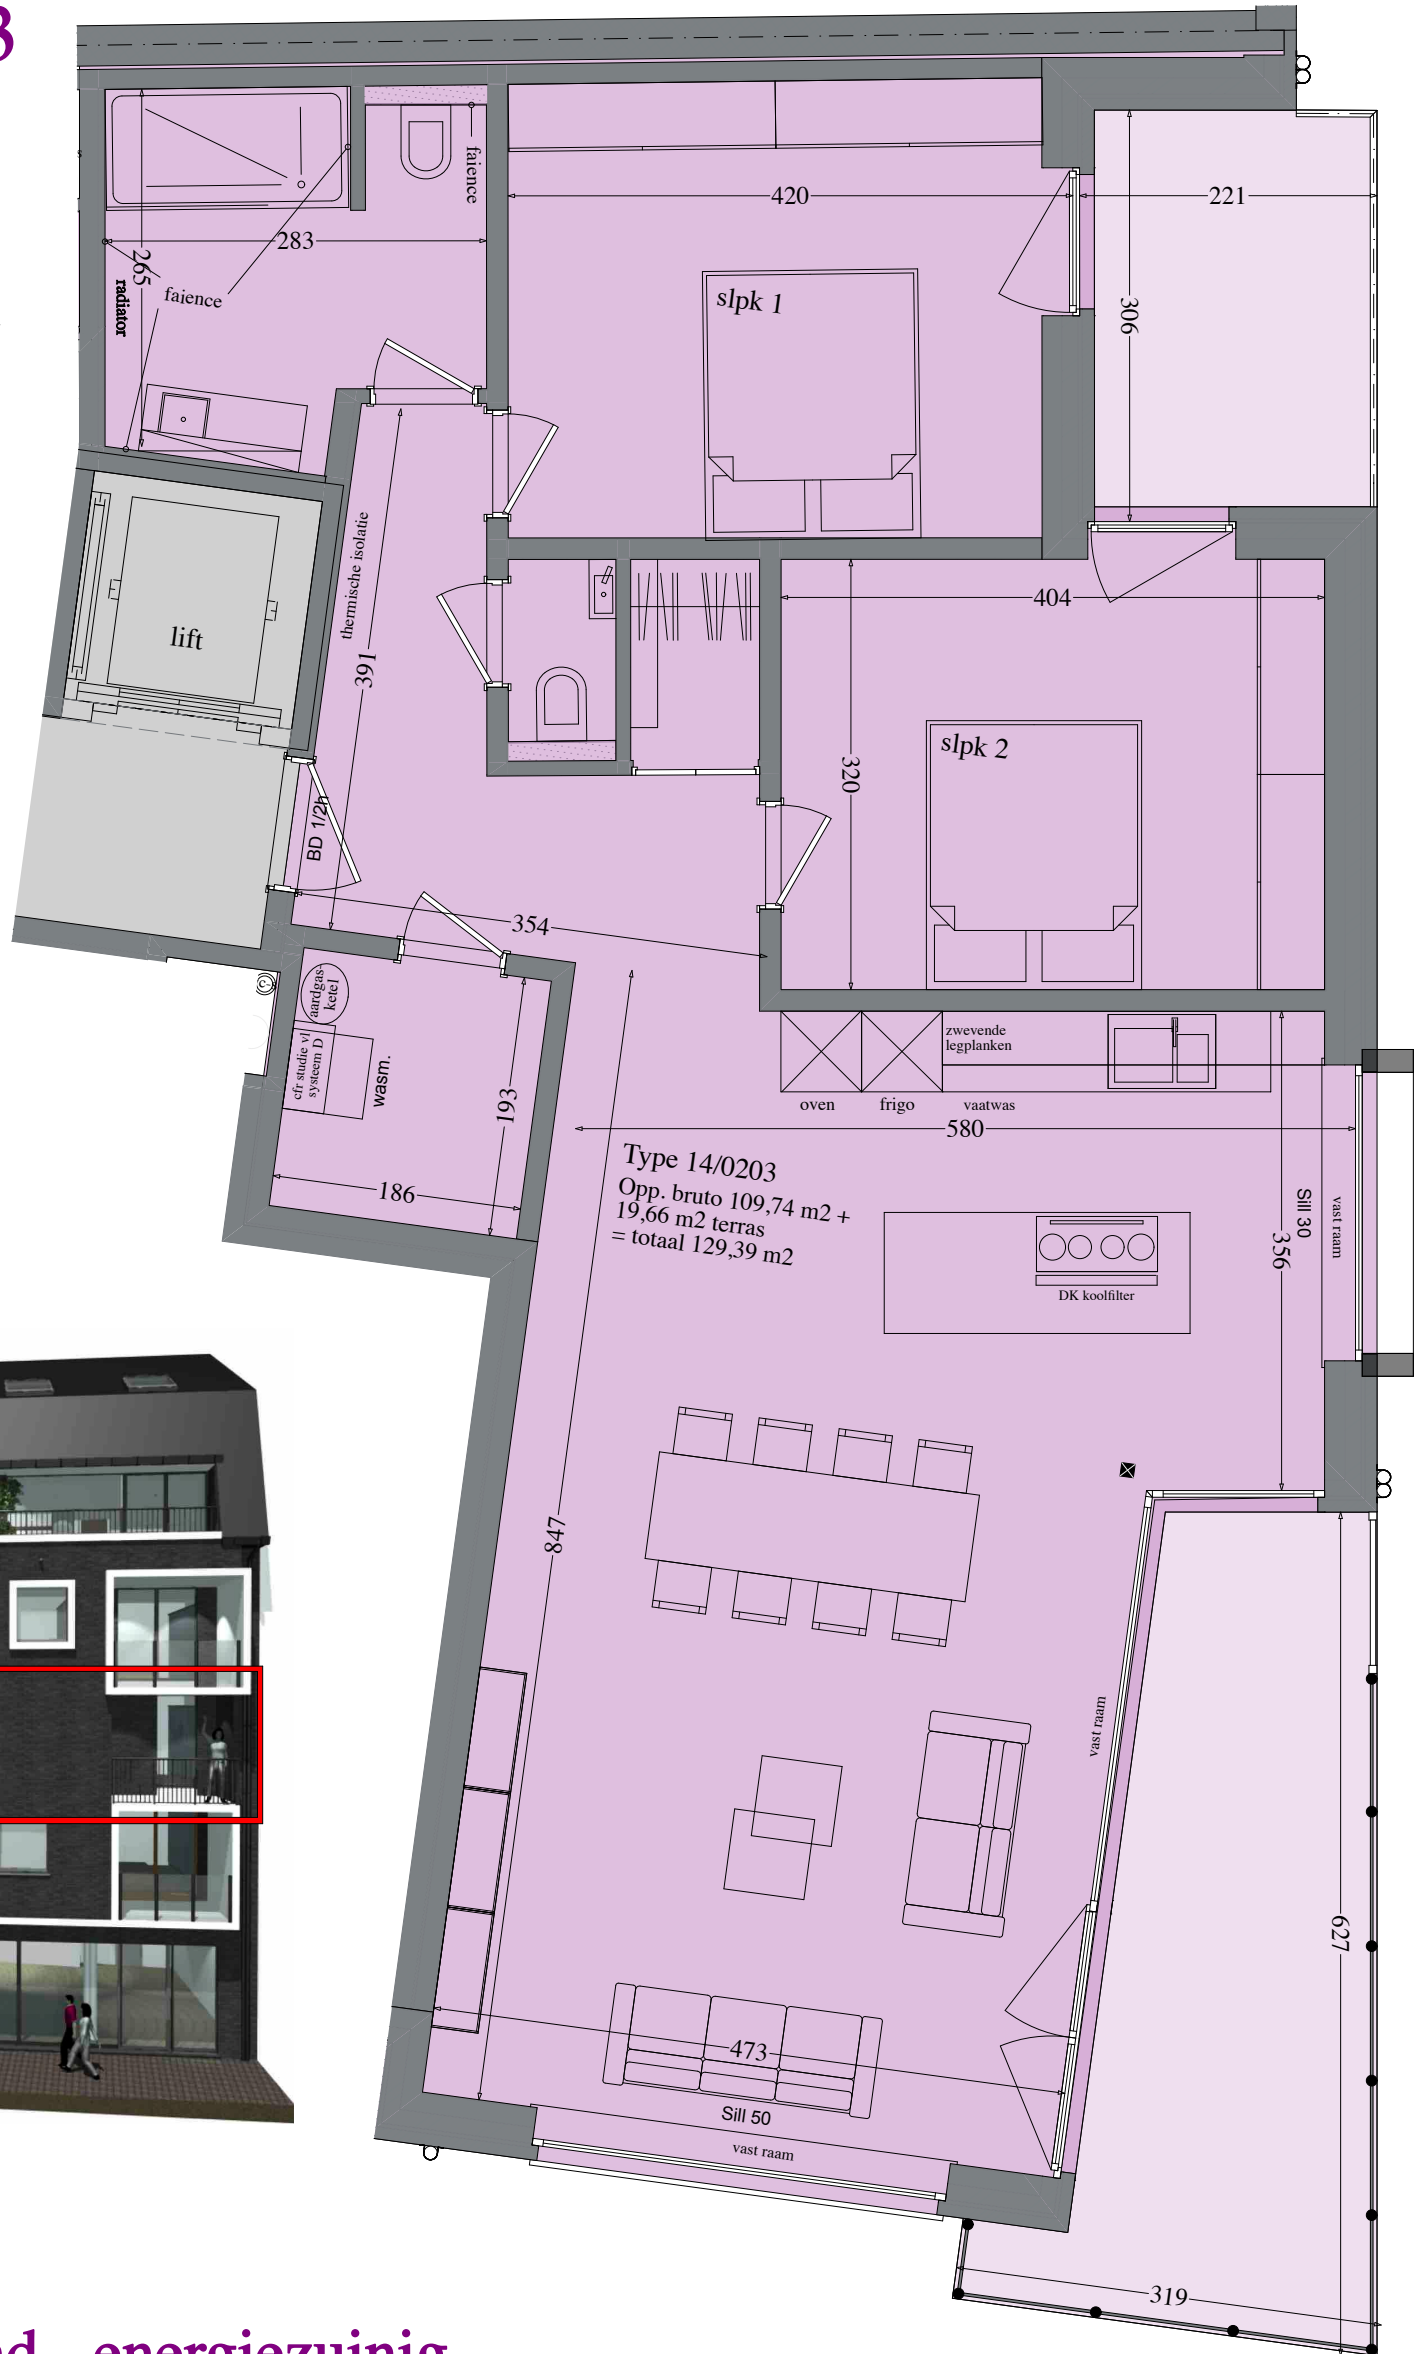 3
faience
420
221
283
265
radiator
faience
slpk 1
306
thermische isolatie
391
404
lift
slpk 2
320
BD 1/2h
354
aardgas-
ketel
cfr studie vl
systeem D
wasm.
193
186
zwevende
legplanken
oven
frigo
vaatwas
580
Type 14/0203
Opp. bruto 109,74 m2 +
19,66 m2 terras
= totaal 129,39 m2
Sill 30
vast raam
356
DK koolfilter
847
vast raam
627
473
Sill 50
vast raam
319
energiezuinig